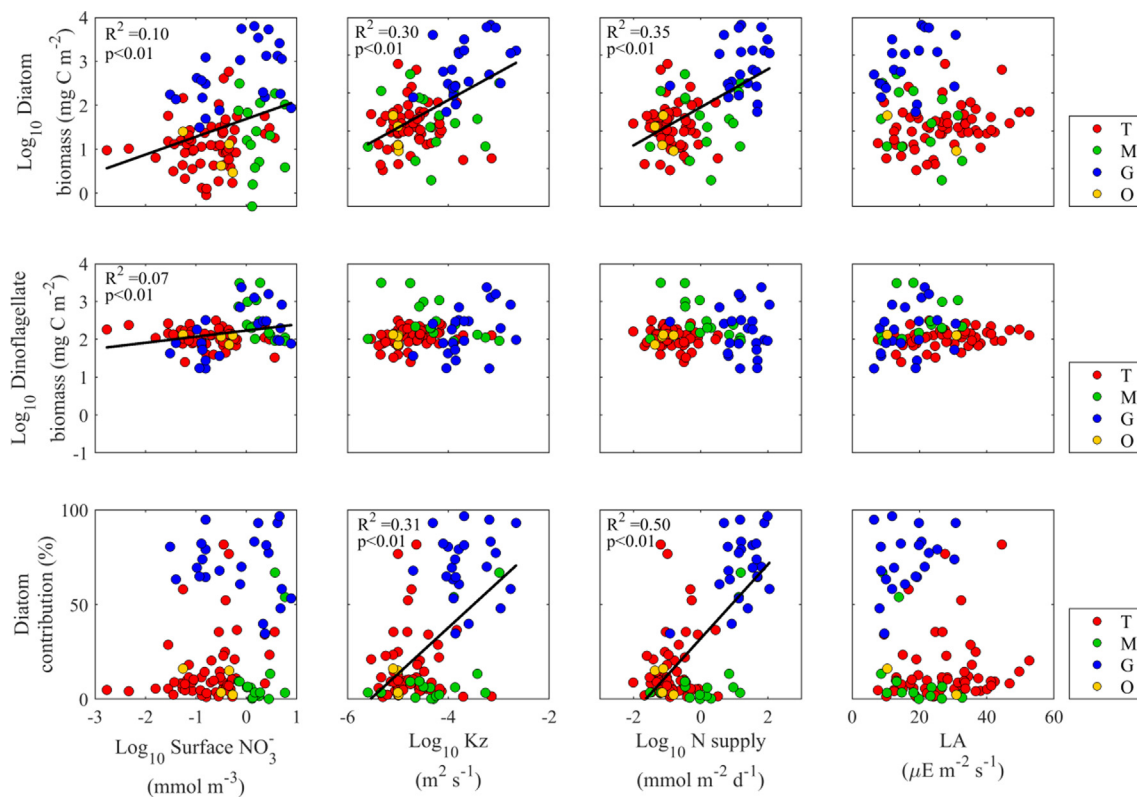 Log10 Diatom
biomass (mg C m-2)
4
3
2
1
0
R2 =0.10
p<0.01
R2 =0.30
p<0.01
R2 =0.35
p<0.01
T
M
G
O
Log10 Dinoflagellate
biomass (mg C m-2)
4
3
2
1
0
-1
R2 =0.07
p<0.01
T
M
G
O
Diatom
contribution (%)
100
50
0
R2 =0.31
p<0.01
R2 =0.50
p<0.01
T
M
G
O
-3 -2 -1 0 1
-6 -4 -2
-2 0 2
0 20 40 60
Log10 Surface NO3-
(mmol m-3)
Log10 Kz
(m2 s-1)
Log10 N supply
(mmol m-2 d-1)
LA
(μE m-2 s-1)